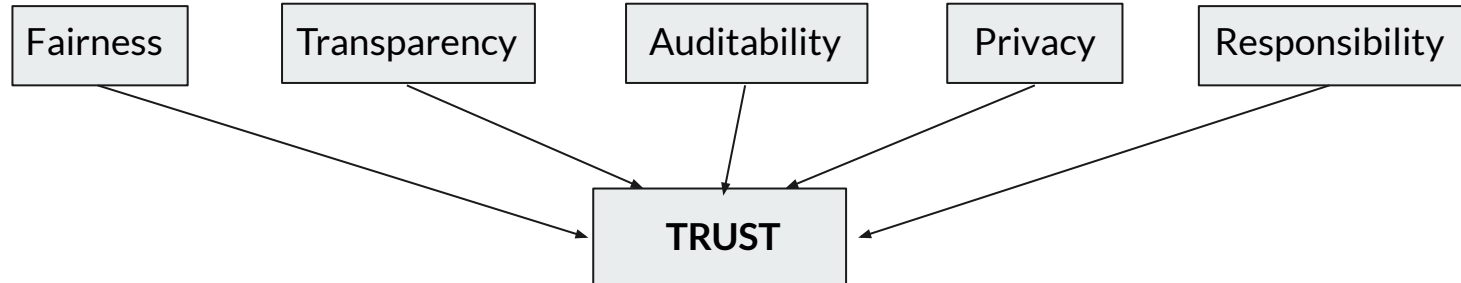 Fairness
Transparency
Auditability
Privacy
Responsibility
TRUST